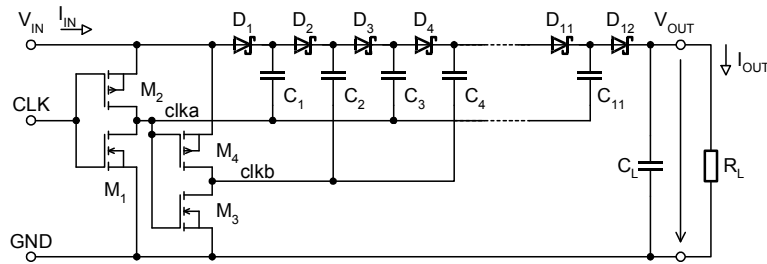 V_IN I_IN D_1 D_2 D_3 D_4 D_11 D_12 V_OUT
I_OUT
M_2 C_1 C_2 C_3 C_4 C_11
CLK clka
M_4
M_1 clkb C_L R_L
M_3
GND